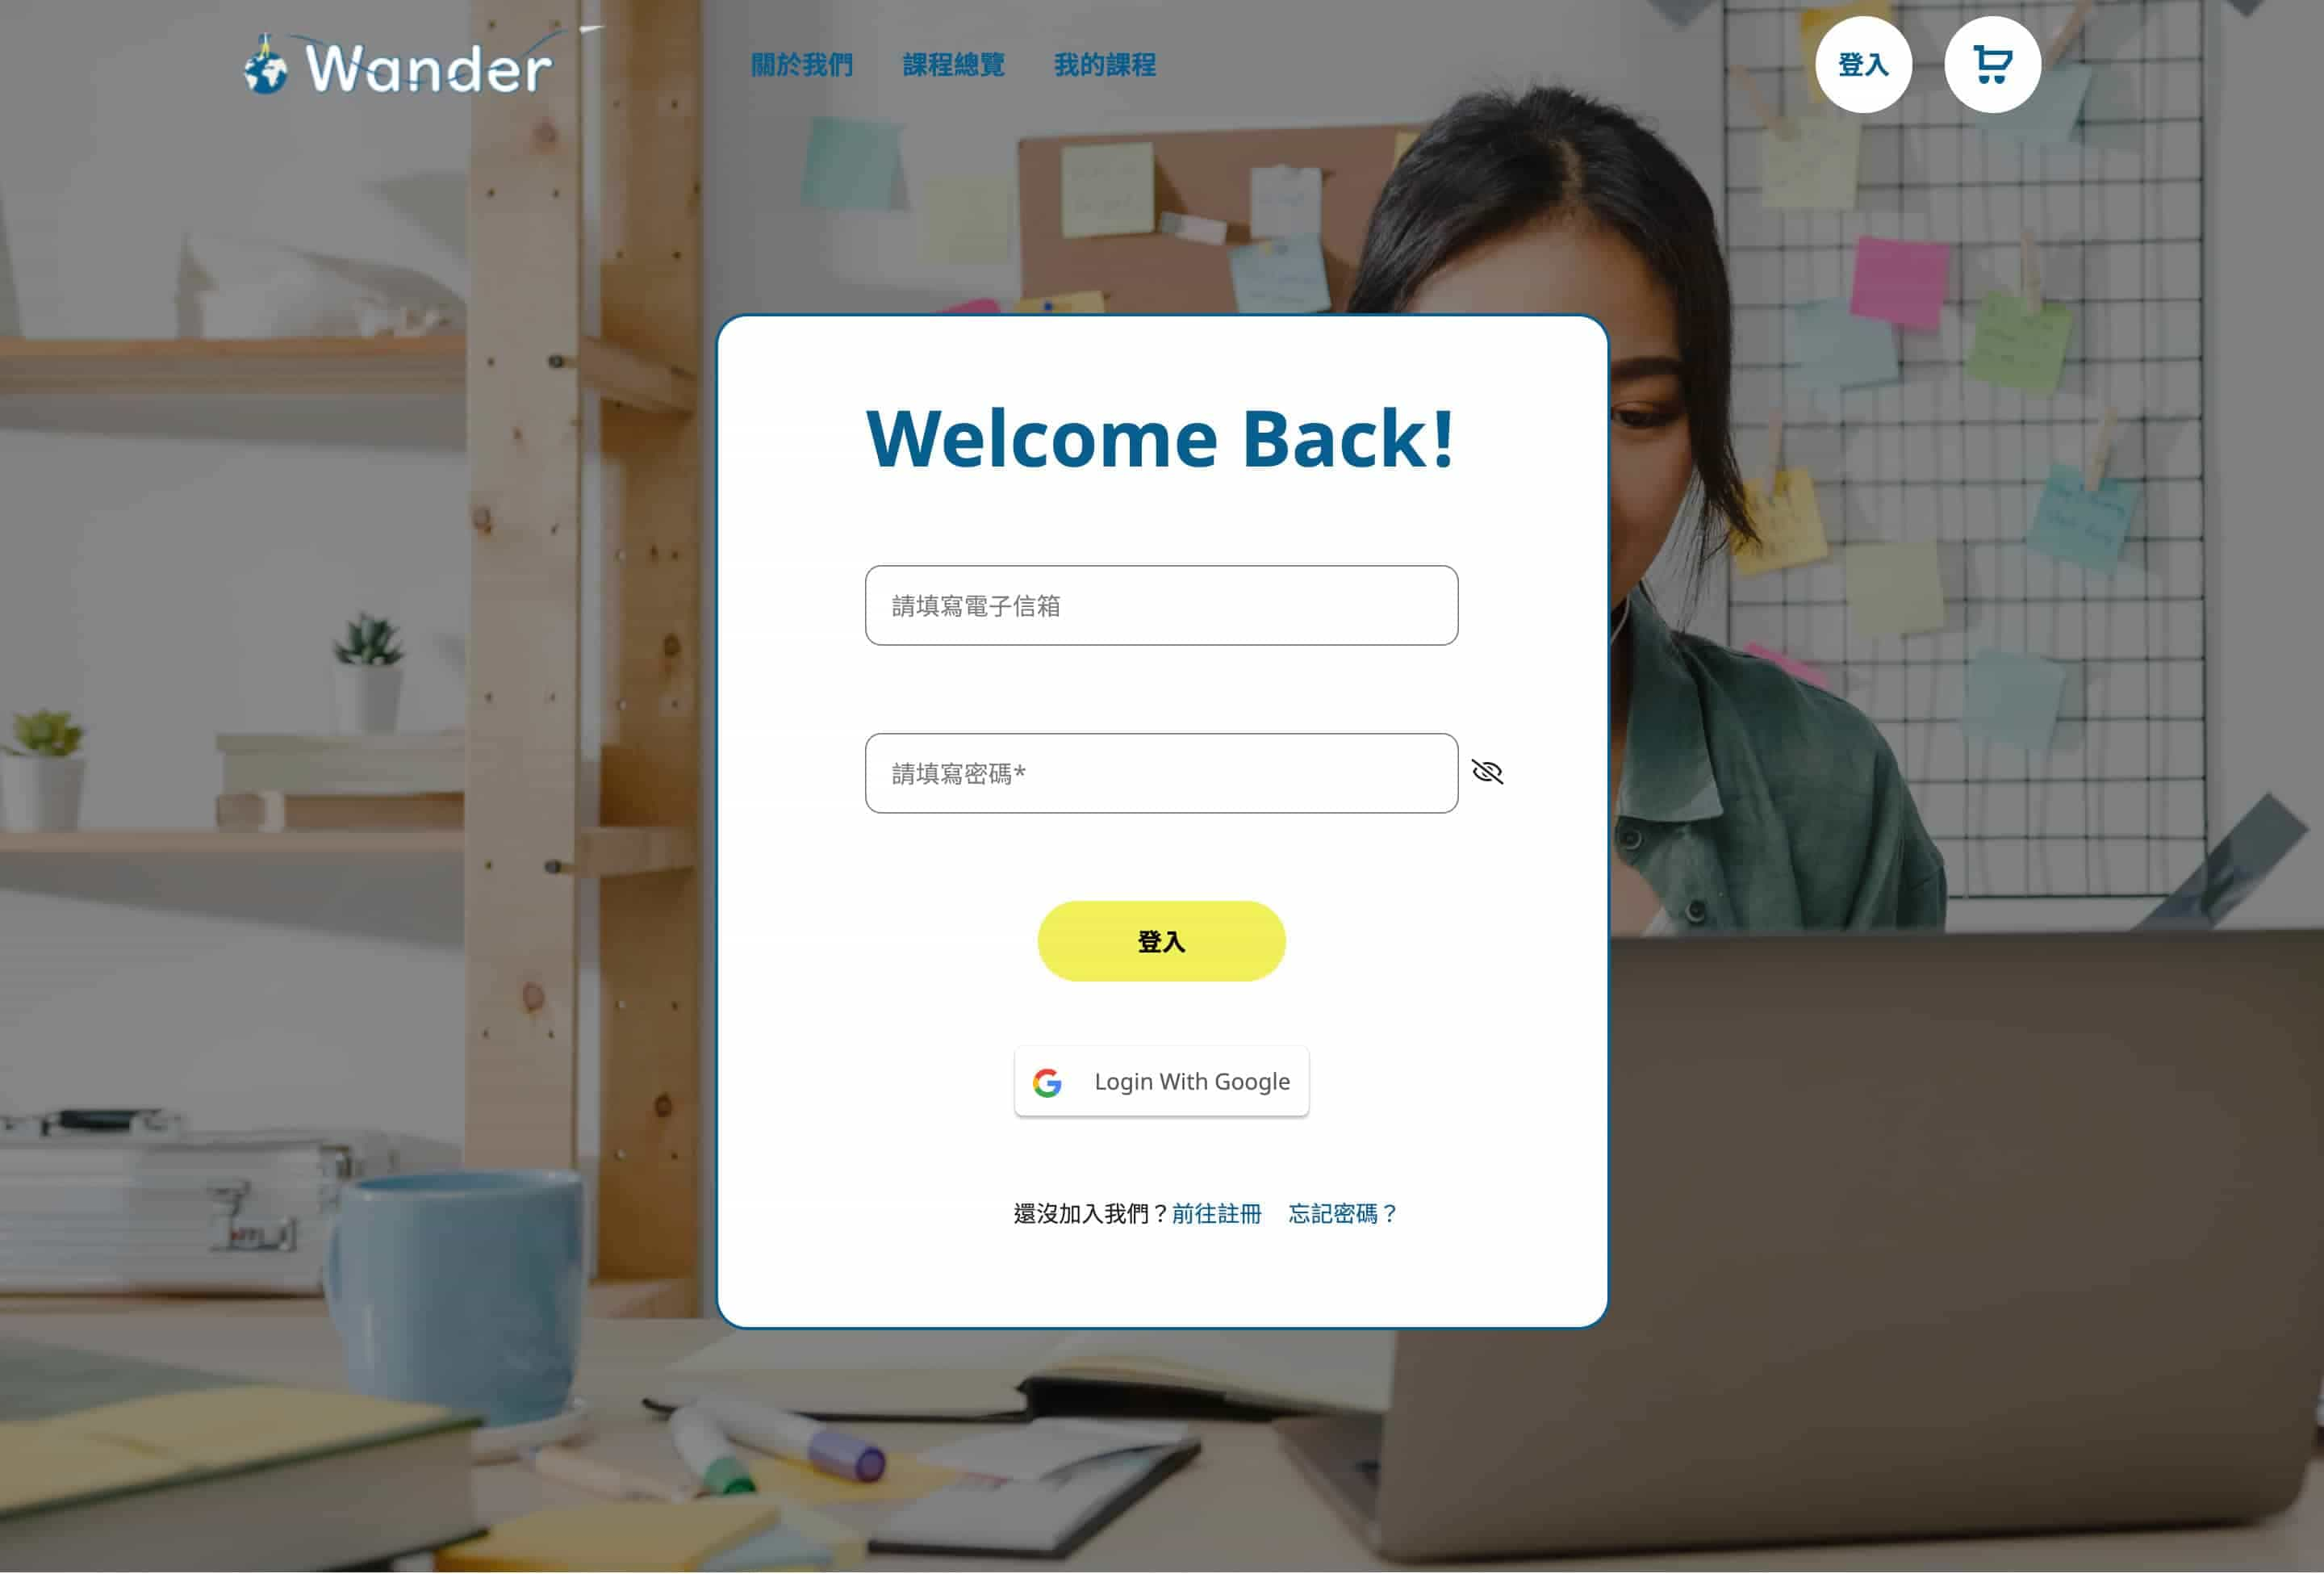 Wander
關於我們 課程總覽 我的課程 登入
Welcome Back!
請填寫電子信箱
請填寫密碼*
登入
Login With Google
還沒加入我們？前往註冊 忘記密碼？